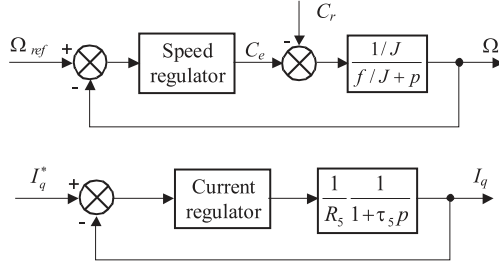 C_r
Ω_ref + - Speed regulator C_e - 1/J / f/J + p Ω
I_q^* + - Current regulator 1/R_5 1/1+τ_5 p I_q